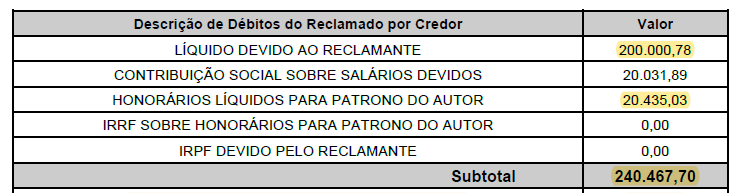 Descrição de Débitos do Reclamado por Credor Valor
LÍQUIDO DEVIDO AO RECLAMANTE 200.000,78
CONTRIBUIÇÃO SOCIAL SOBRE SALÁRIOS DEVIDOS 20.031,89
HONORÁRIOS LÍQUIDOS PARA PATRONO DO AUTOR 20.435,03
IRRF SOBRE HONORÁRIOS PARA PATRONO DO AUTOR 0,00
IRPF DEVIDO PELO RECLAMANTE 0,00
Subtotal 240.467,70